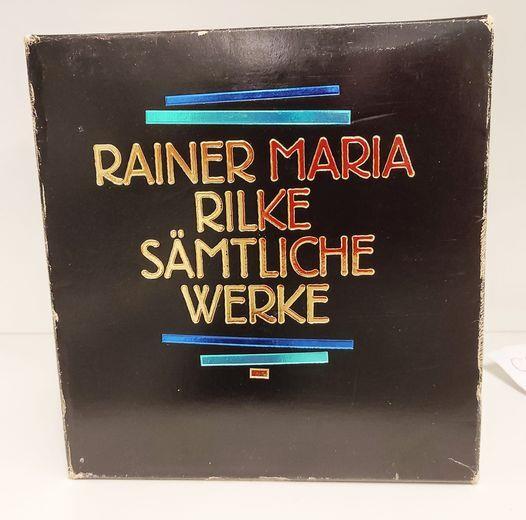 RAINER MARIA
RILKE
SÄMTLICHE
WERKE